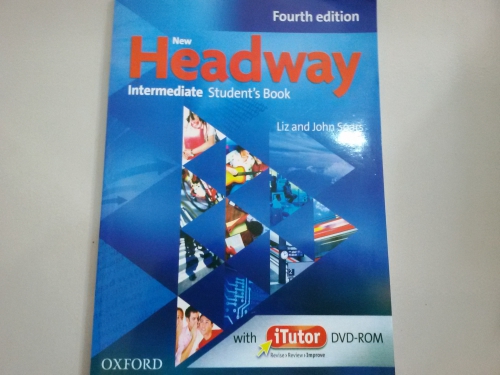 Fourth edition
New
Headway
Intermediate Student's Book
Liz and John Soars
with iTutor DVD-ROM
Revise • Review • Improve
OXFORD